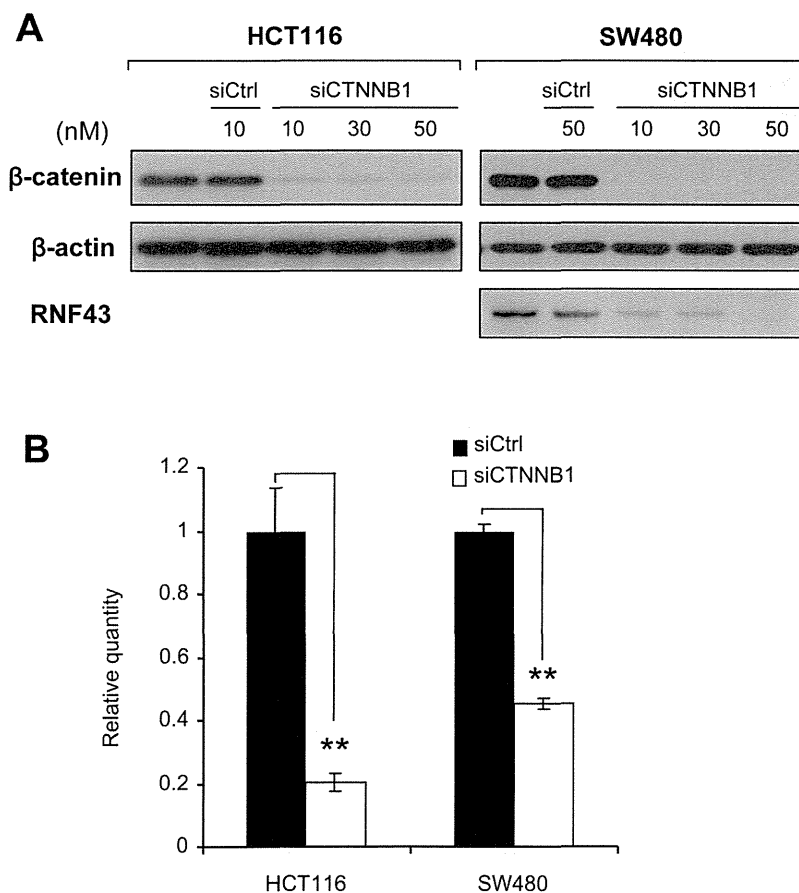 A
HCT116 SW480
siCtrl siCTNNB1 siCtrl siCTNNB1
(nM) 10 10 30 50 50 10 30 50
β-catenin
β-actin
RNF43
B
siCtrl
siCTNNB1
Relative quantity
1.2
1
0.8
0.6
0.4
0.2
0
** **
HCT116 SW480